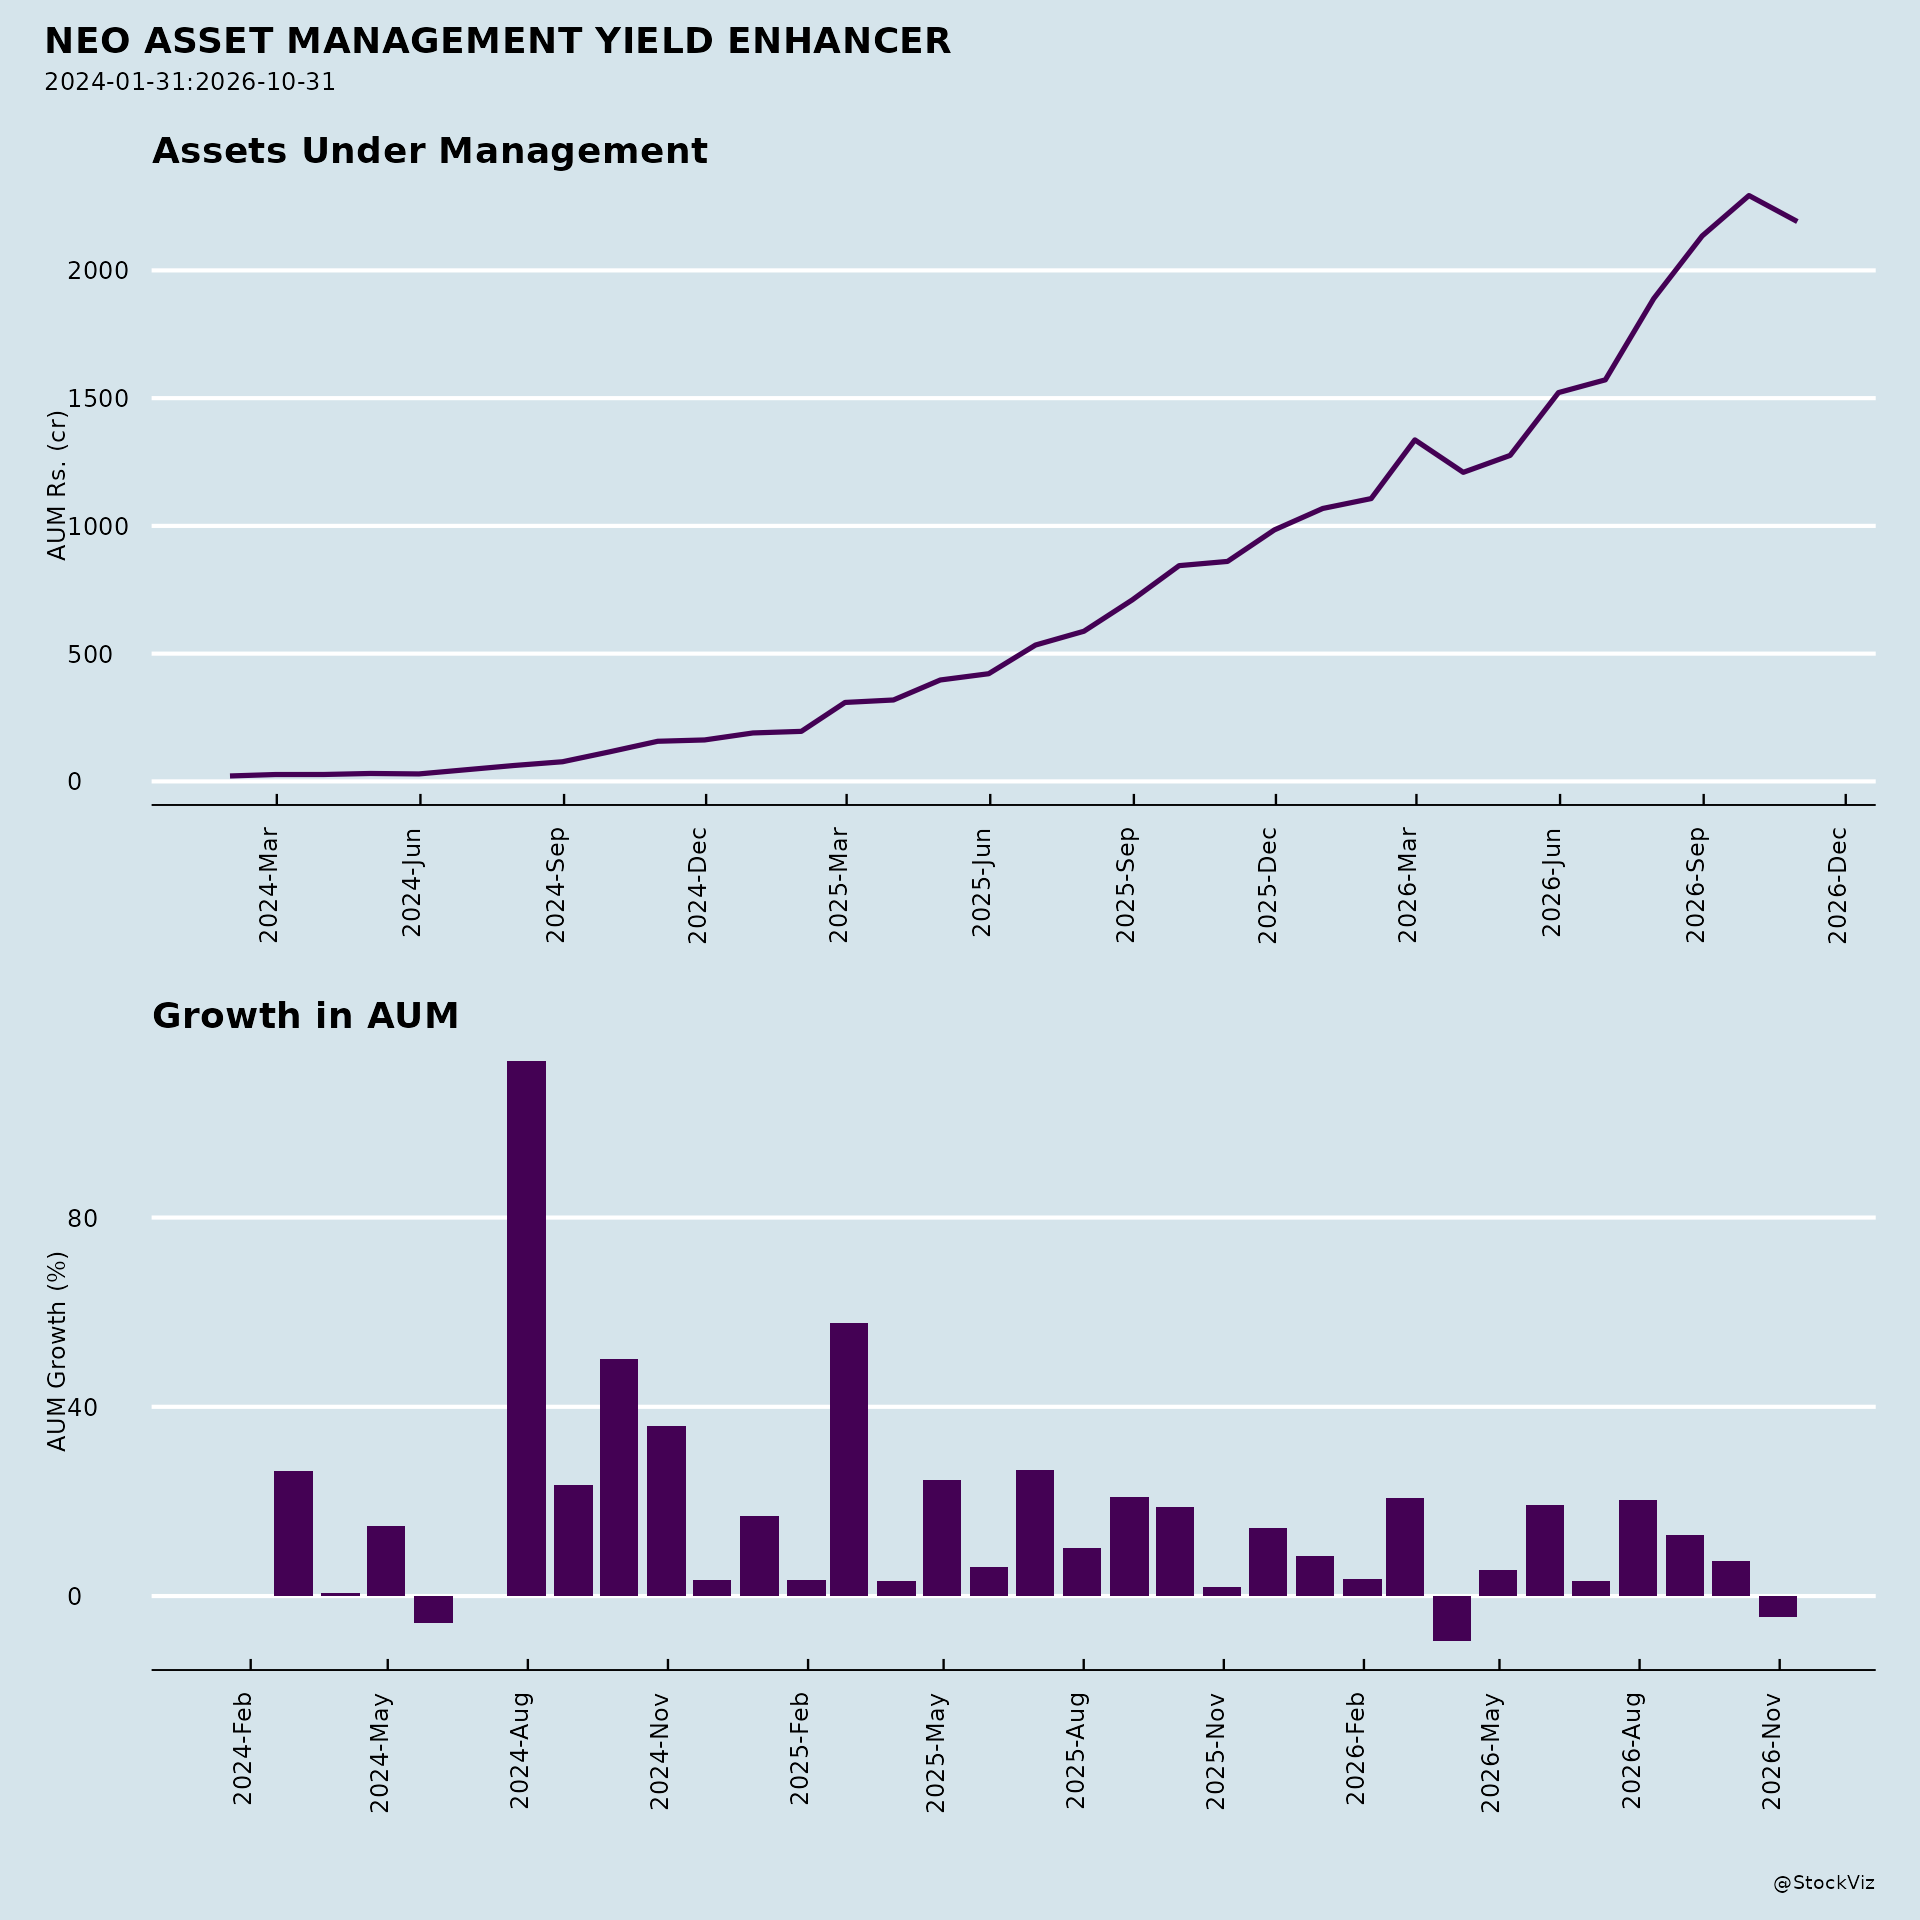 NEO ASSET MANAGEMENT YIELD ENHANCER
2024-01-31:2026-10-31
Assets Under Management
AUM Rs. (cr)
2000
1500
1000
500
0
2024-Mar
2024-Jun
2024-Sep
2024-Dec
2025-Mar
2025-Jun
2025-Sep
2025-Dec
2026-Mar
2026-Jun
2026-Sep
2026-Dec
Growth in AUM
AUM Growth (%)
80
40
0
2024-Feb
2024-May
2024-Aug
2024-Nov
2025-Feb
2025-May
2025-Aug
2025-Nov
2026-Feb
2026-May
2026-Aug
2026-Nov
@StockViz